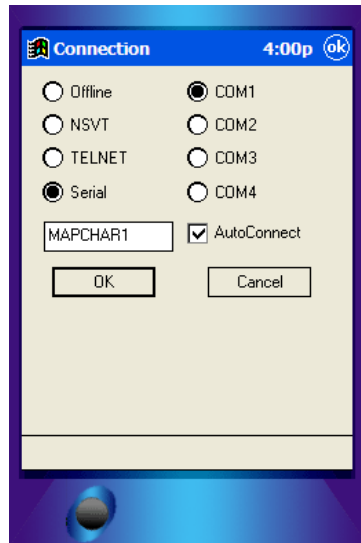 Connection 4:00p ok
Offline COM1
NSVT COM2
TELNET COM3
Serial COM4
MAPCHAR1 AutoConnect
OK Cancel